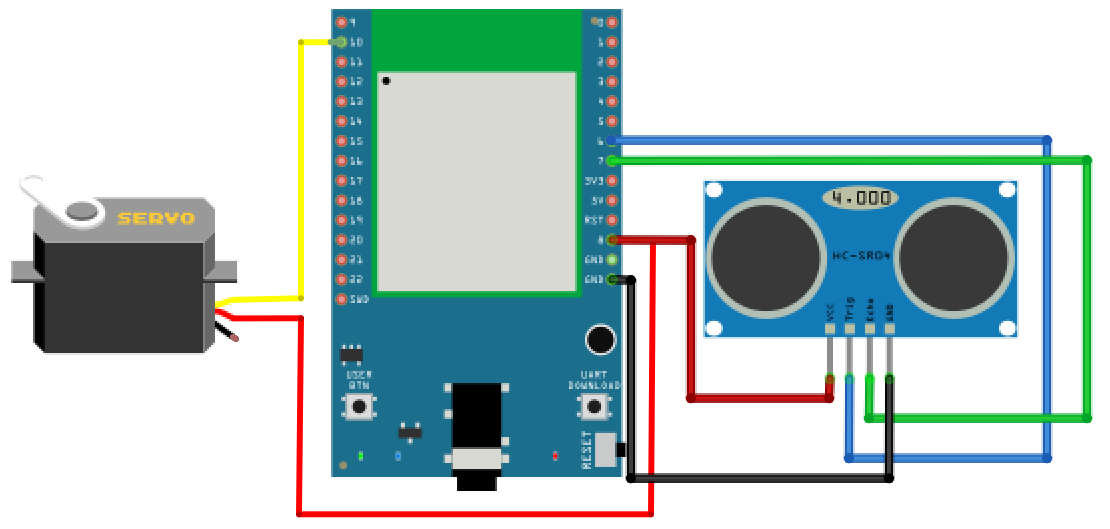 9
10
11
12
13
14
15
16
17
18
19
20
21
22
SWD
0
1
2
3
4
5
6
7
3V3
5V
RST
8
GND
GND
SERVO
4.000
HC-SR04
VCC
Trig
Echo
GND
USER
BTN
UART
DOWNLOAD
RESET